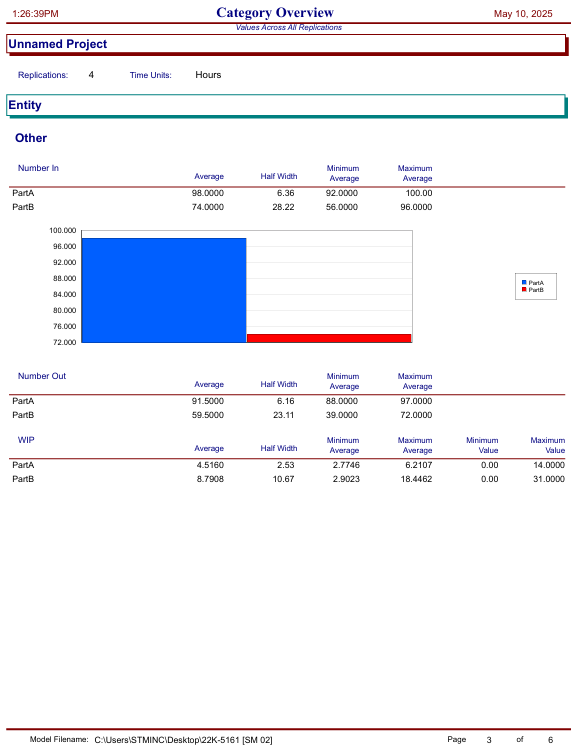 1:26:39PM Category Overview May 10, 2025
Values Across All Replications
Unnamed Project
Replications: 4 Time Units: Hours
Entity
Other
Number In Average Half Width Minimum Average Maximum Average
PartA 98.0000 6.36 92.0000 100.00
PartB 74.0000 28.22 56.0000 96.0000
100.000
96.000
92.000
88.000
84.000
80.000
76.000
72.000
PartA
PartB
Number Out Average Half Width Minimum Average Maximum Average
PartA 91.5000 6.16 88.0000 97.0000
PartB 59.5000 23.11 39.0000 72.0000
WIP Average Half Width Minimum Average Maximum Average Minimum Value Maximum Value
PartA 4.5160 2.53 2.7746 6.2107 0.00 14.0000
PartB 8.7908 10.67 2.9023 18.4462 0.00 31.0000
Model Filename: C:\Users\STMINC\Desktop\22K-5161 [SM 02] Page 3 of 6